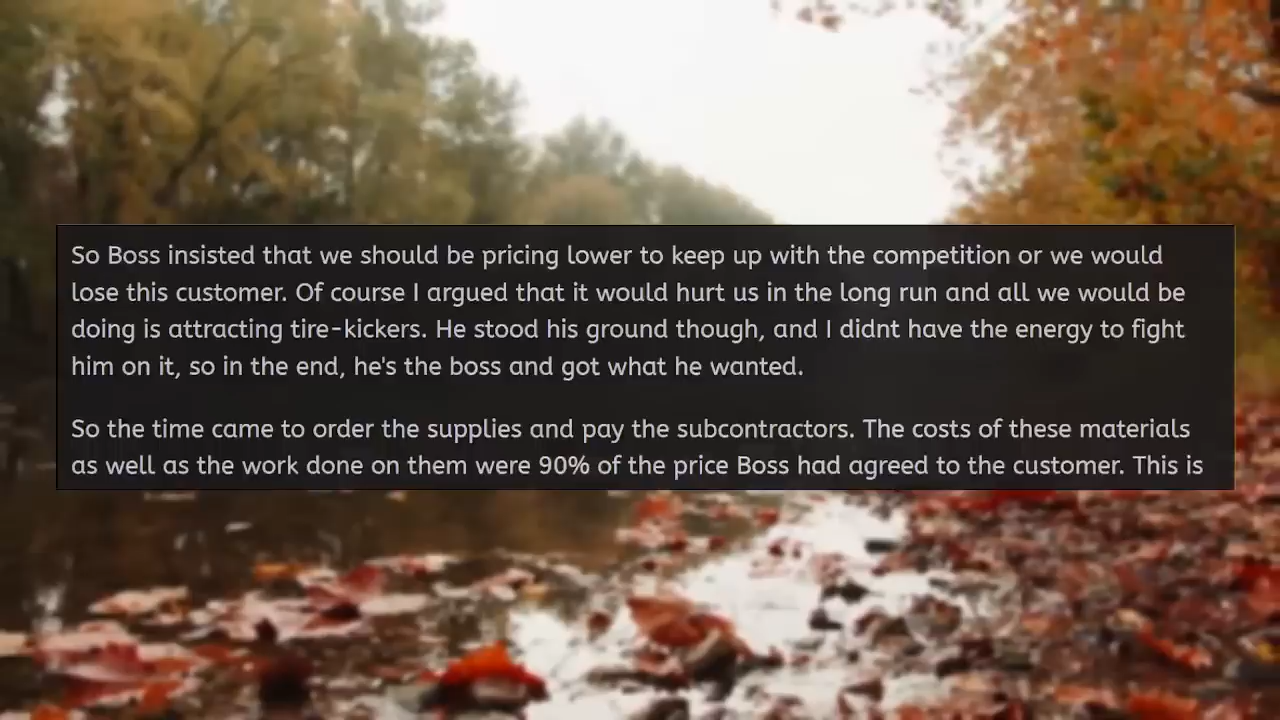 So Boss insisted that we should be pricing lower to keep up with the competition or we would
lose this customer. Of course I argued that it would hurt us in the long run and all we would be
doing is attracting tire-kickers. He stood his ground though, and I didnt have the energy to fight
him on it, so in the end, he's the boss and got what he wanted.
So the time came to order the supplies and pay the subcontractors. The costs of these materials
as well as the work done on them were 90% of the price Boss had agreed to the customer. This is